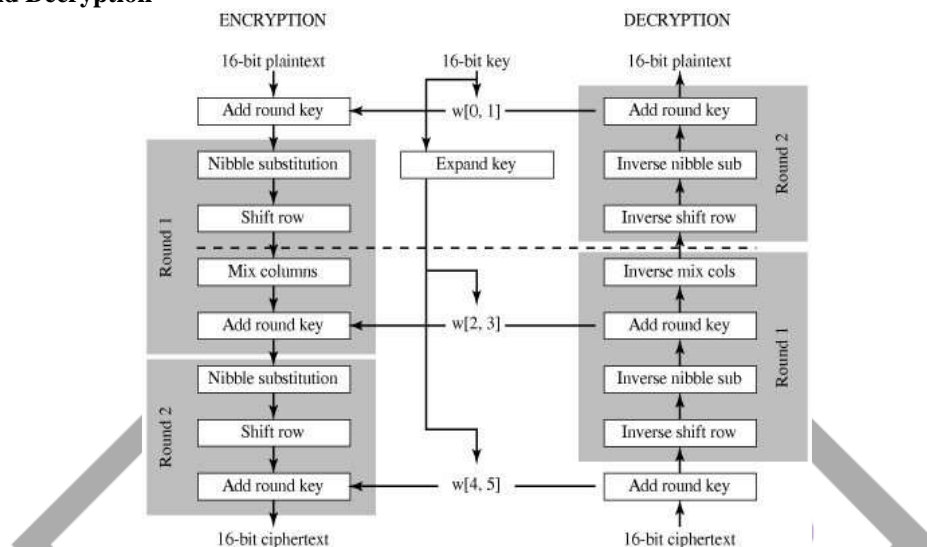 nd Decryption
ENCRYPTION
DECRYPTION
16-bit plaintext
16-bit key
16-bit plaintext
Add round key
w[0, 1]
Add round key
Nibble substitution
Expand key
Inverse nibble sub
Round 2
Shift row
Inverse shift row
Round 1
Mix columns
Inverse mix cols
Add round key
w[2, 3]
Add round key
Round 1
Nibble substitution
Inverse nibble sub
Round 2
Shift row
Inverse shift row
Add round key
w[4, 5]
Add round key
16-bit ciphertext
16-bit ciphertext